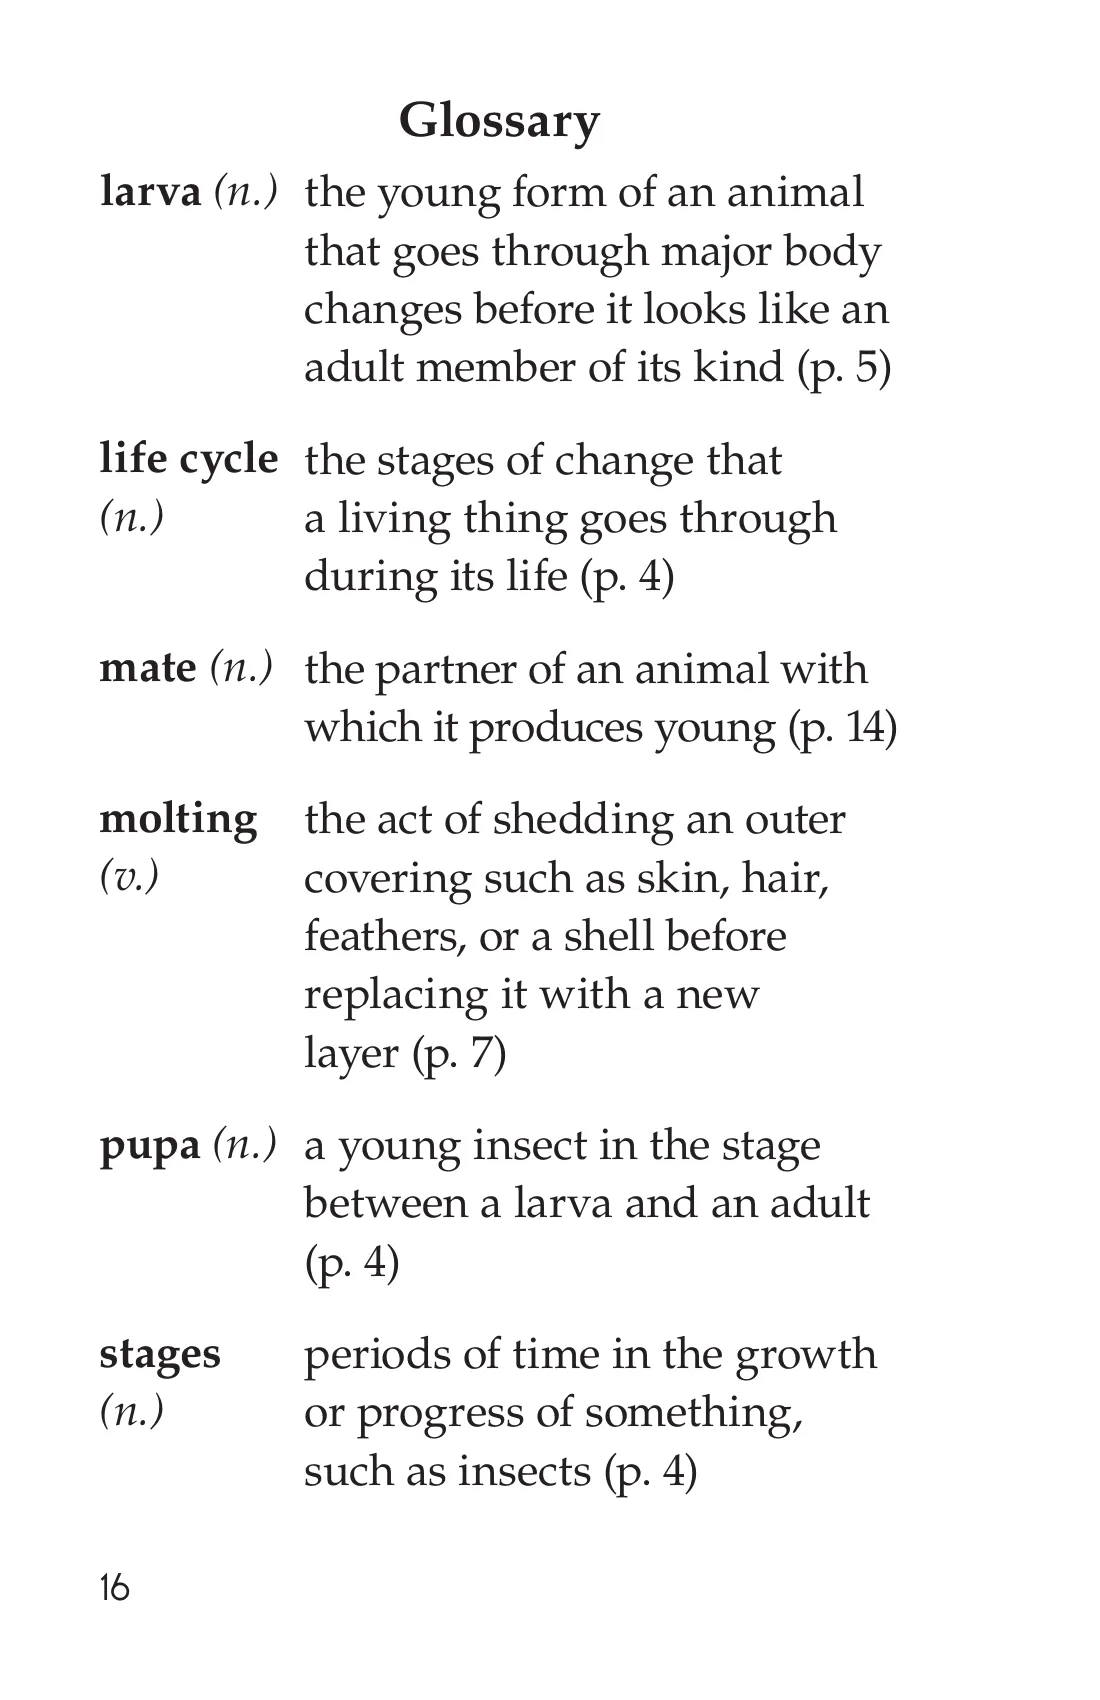 Glossary
larva (n.) the young form of an animal
that goes through major body
changes before it looks like an
adult member of its kind (p. 5)
life cycle the stages of change that
(n.) a living thing goes through
during its life (p. 4)
mate (n.) the partner of an animal with
which it produces young (p. 14)
molting the act of shedding an outer
(v.) covering such as skin, hair,
feathers, or a shell before
replacing it with a new
layer (p. 7)
pupa (n.) a young insect in the stage
between a larva and an adult
(p. 4)
stages periods of time in the growth
(n.) or progress of something,
such as insects (p. 4)
16